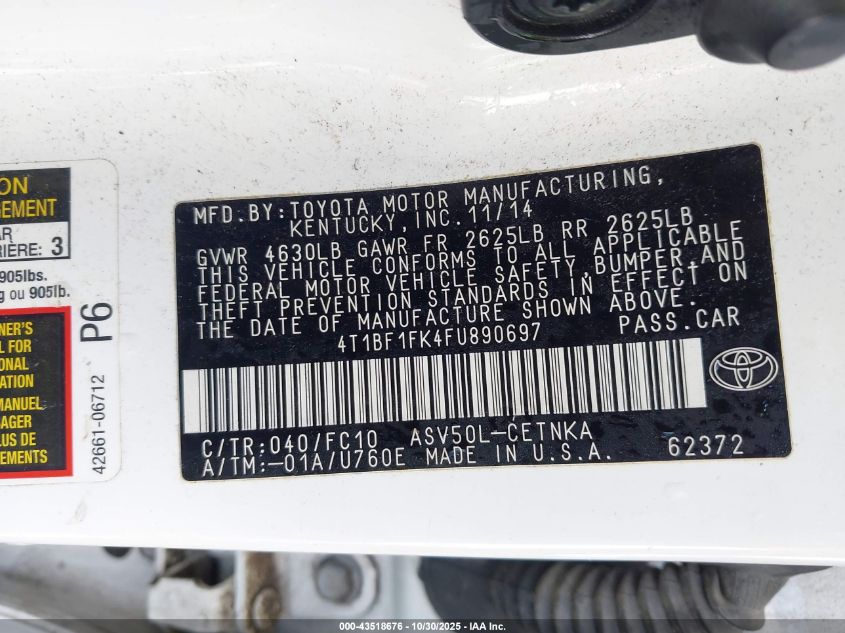 ON
GEMENT
AR
RIÈRE: 3
905lbs.
g ou 905lb.
NER'S
L FOR
ONAL
ATION
MANUEL
AGER
US DE
EMENTS
P6
42661-06712
MFD.BY:TOYOTA MOTOR MANUFACTURING,
KENTUCKY,INC.11/14
GVWR 4630LB GAWR FR 2625LB RR 2625LB
THIS VEHICLE CONFORMS TO ALL APPLICABLE
FEDERAL MOTOR VEHICLE SAFETY,BUMPER,AND
THEFT PREVENTION STANDARDS IN EFFECT ON
THE DATE OF MANUFACTURE SHOWN ABOVE.
4T1BF1FK4FU890697 PASS.CAR
C/TR:040/FC10 ASV50L-CETNKA
A/TM:-01A/U760E MADE IN U.S.A. 62372
000-43518676 - 10/30/2025 - IAA Inc.